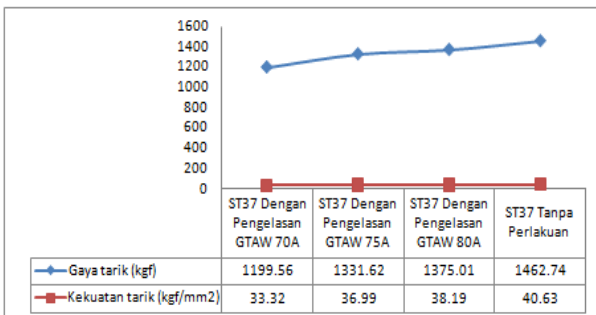 1600
1400
1200
1000
800
600
400
200
0
ST37 Dengan Pengelasan GTAW 70A
ST37 Dengan Pengelasan GTAW 75A
ST37 Dengan Pengelasan GTAW 80A
ST37 Tanpa Perlakuan
Gaya tarik (kgf) 1199.56 1331.62 1375.01 1462.74
Kekuatan tarik (kgf/mm2) 33.32 36.99 38.19 40.63